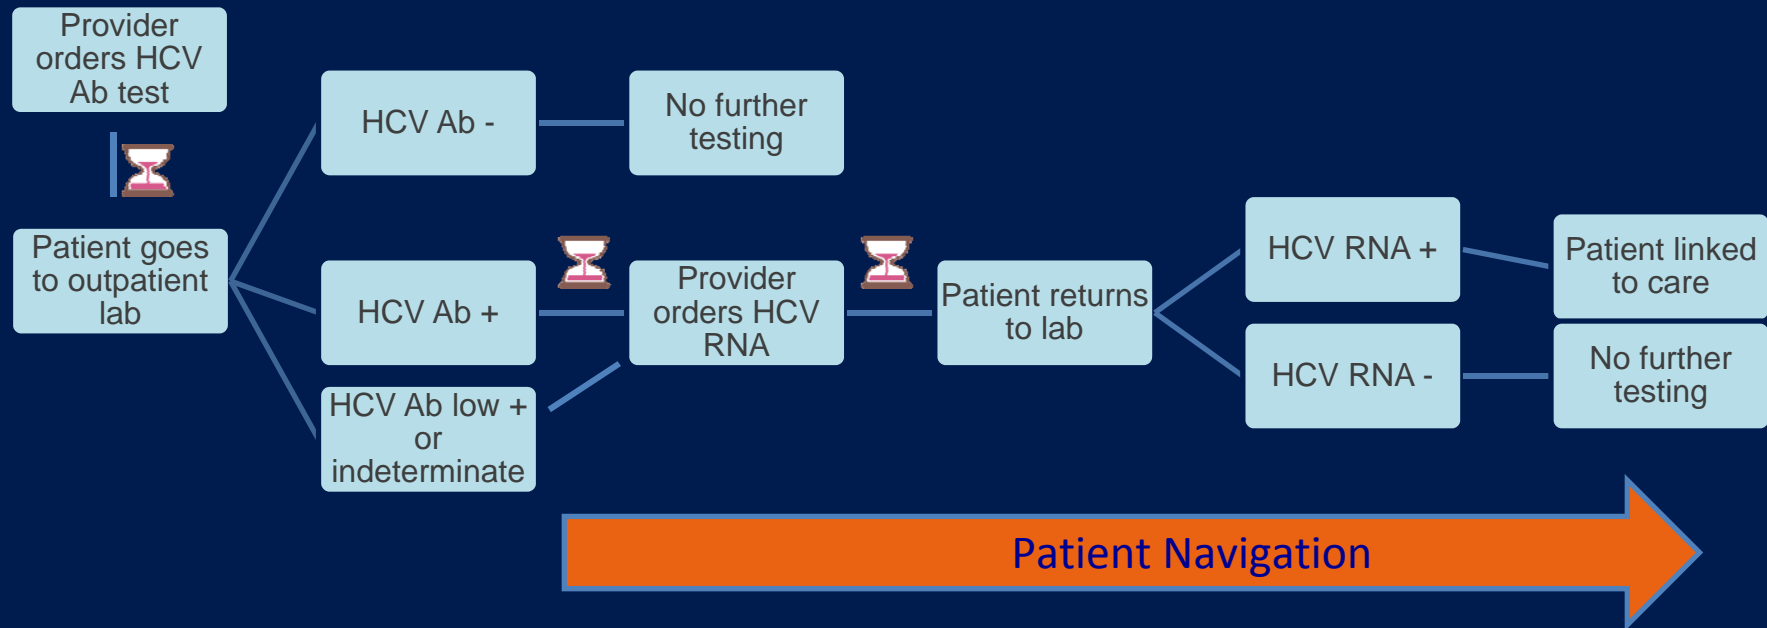 Provider
orders HCV
Ab test
Patient goes
to outpatient
lab
HCV Ab -
No further
testing
HCV Ab +
Provider
orders HCV
RNA
HCV Ab low +
or
indeterminate
Patient returns
to lab
HCV RNA +
Patient linked
to care
HCV RNA -
No further
testing
Patient Navigation